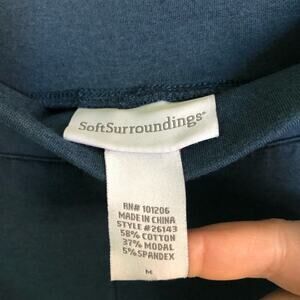 SoftSurroundings®
RN# 101206
MADE IN CHINA
STYLE #26143
58% COTTON
37% MODAL
5% SPANDEX
M